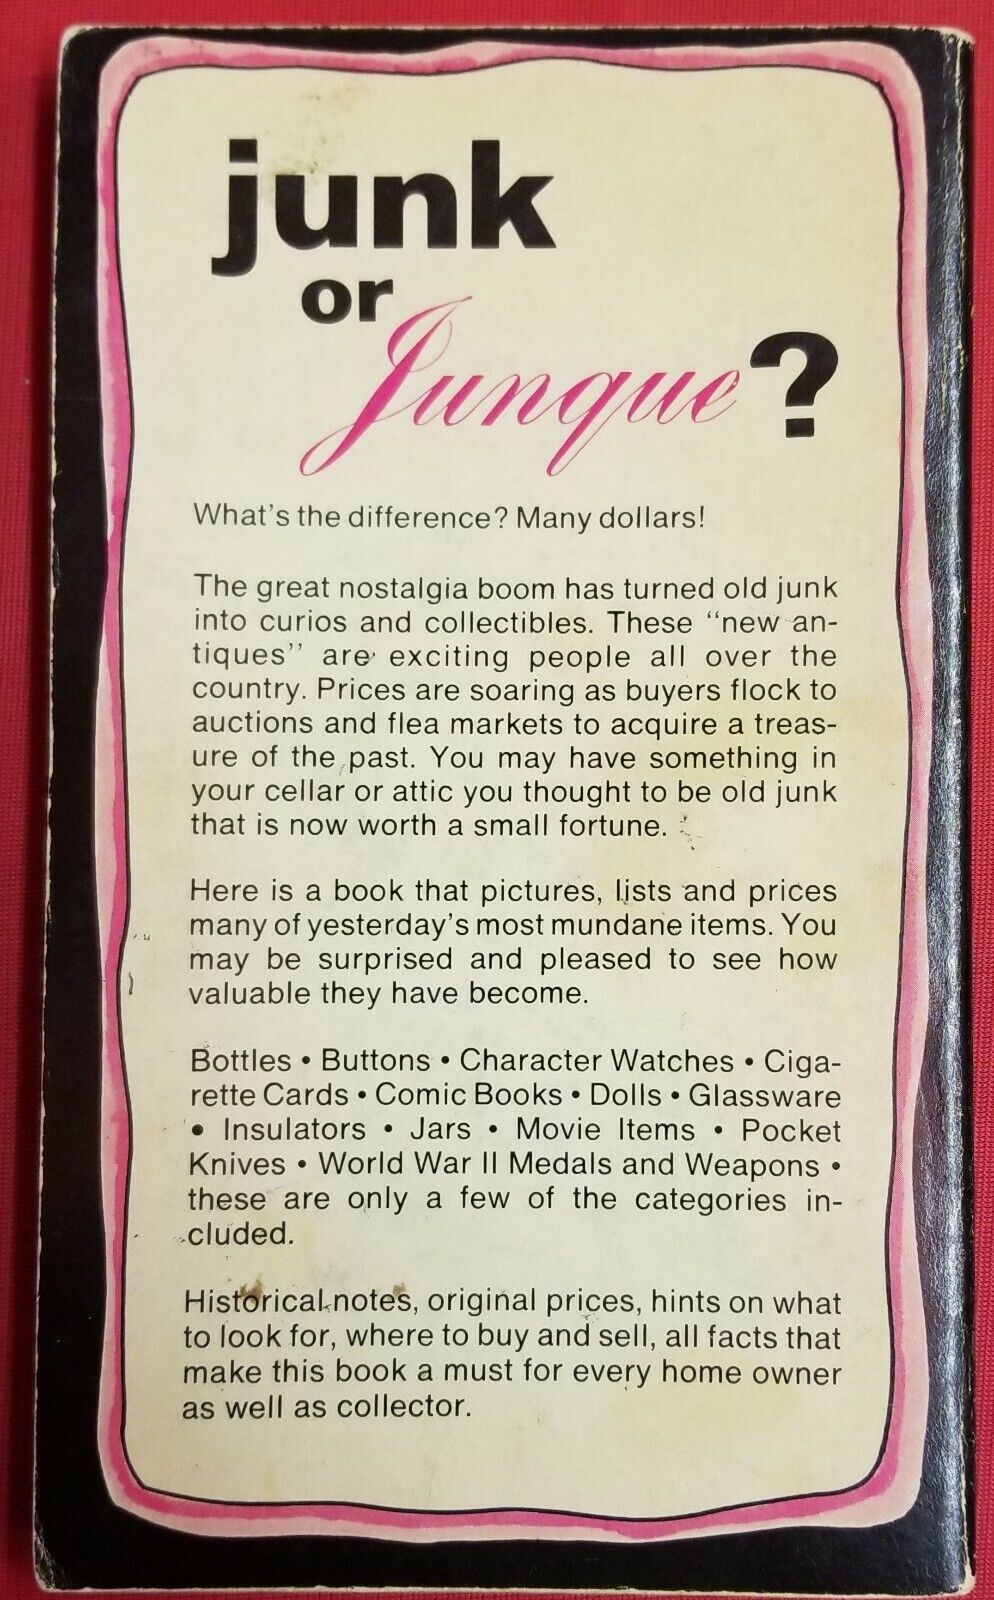 junk
or
Junque?
What's the difference? Many dollars!
The great nostalgia boom has turned old junk
into curios and collectibles. These "new an-
tiques" are exciting people all over the
country. Prices are soaring as buyers flock to
auctions and flea markets to acquire a treas-
ure of the past. You may have something in
your cellar or attic you thought to be old junk
that is now worth a small fortune.
Here is a book that pictures, lists and prices
many of yesterday's most mundane items. You
may be surprised and pleased to see how
valuable they have become.
Bottles • Buttons • Character Watches • Ciga-
rette Cards • Comic Books • Dolls • Glassware
• Insulators • Jars • Movie Items • Pocket
Knives • World War II Medals and Weapons •
these are only a few of the categories in-
cluded.
Historical notes, original prices, hints on what
to look for, where to buy and sell, all facts that
make this book a must for every home owner
as well as collector.